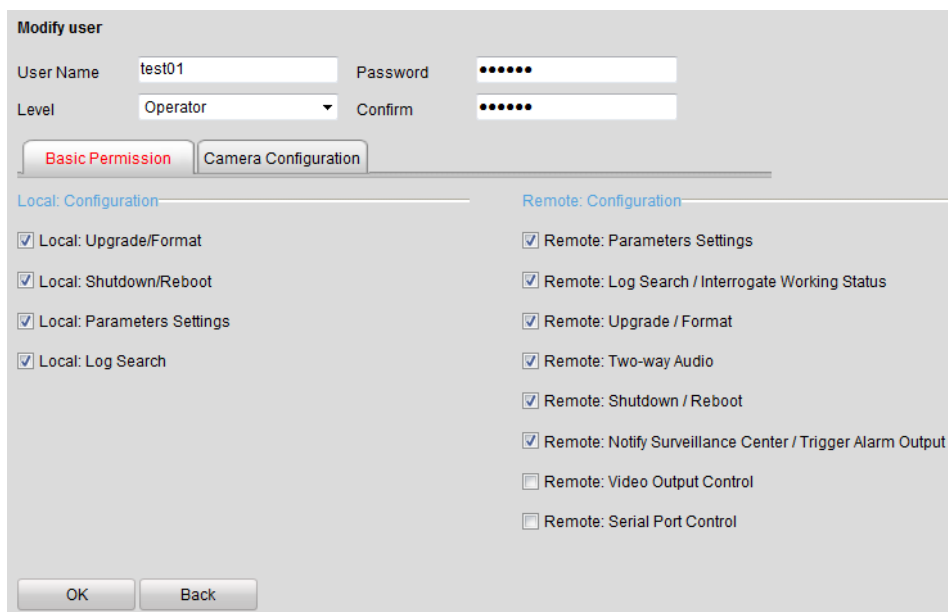 Modify user
User Name test01 Password ••••••
Level Operator Confirm ••••••
Basic Permission Camera Configuration
Local: Configuration Remote: Configuration
Local: Upgrade/Format Remote: Parameters Settings
Local: Shutdown/Reboot Remote: Log Search / Interrogate Working Status
Local: Parameters Settings Remote: Upgrade / Format
Local: Log Search Remote: Two-way Audio
Remote: Shutdown / Reboot
Remote: Notify Surveillance Center / Trigger Alarm Output
Remote: Video Output Control
Remote: Serial Port Control
OK Back